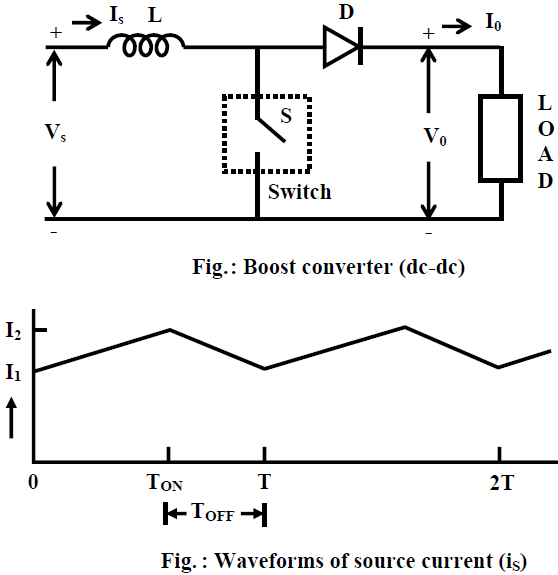 + Is L D + I0
Vs
S
V0
L
O
A
D
Switch
- -
Fig.: Boost converter (dc-dc)
I2
I1
0 TON T 2T
TOFF
Fig. : Waveforms of source current (iS)